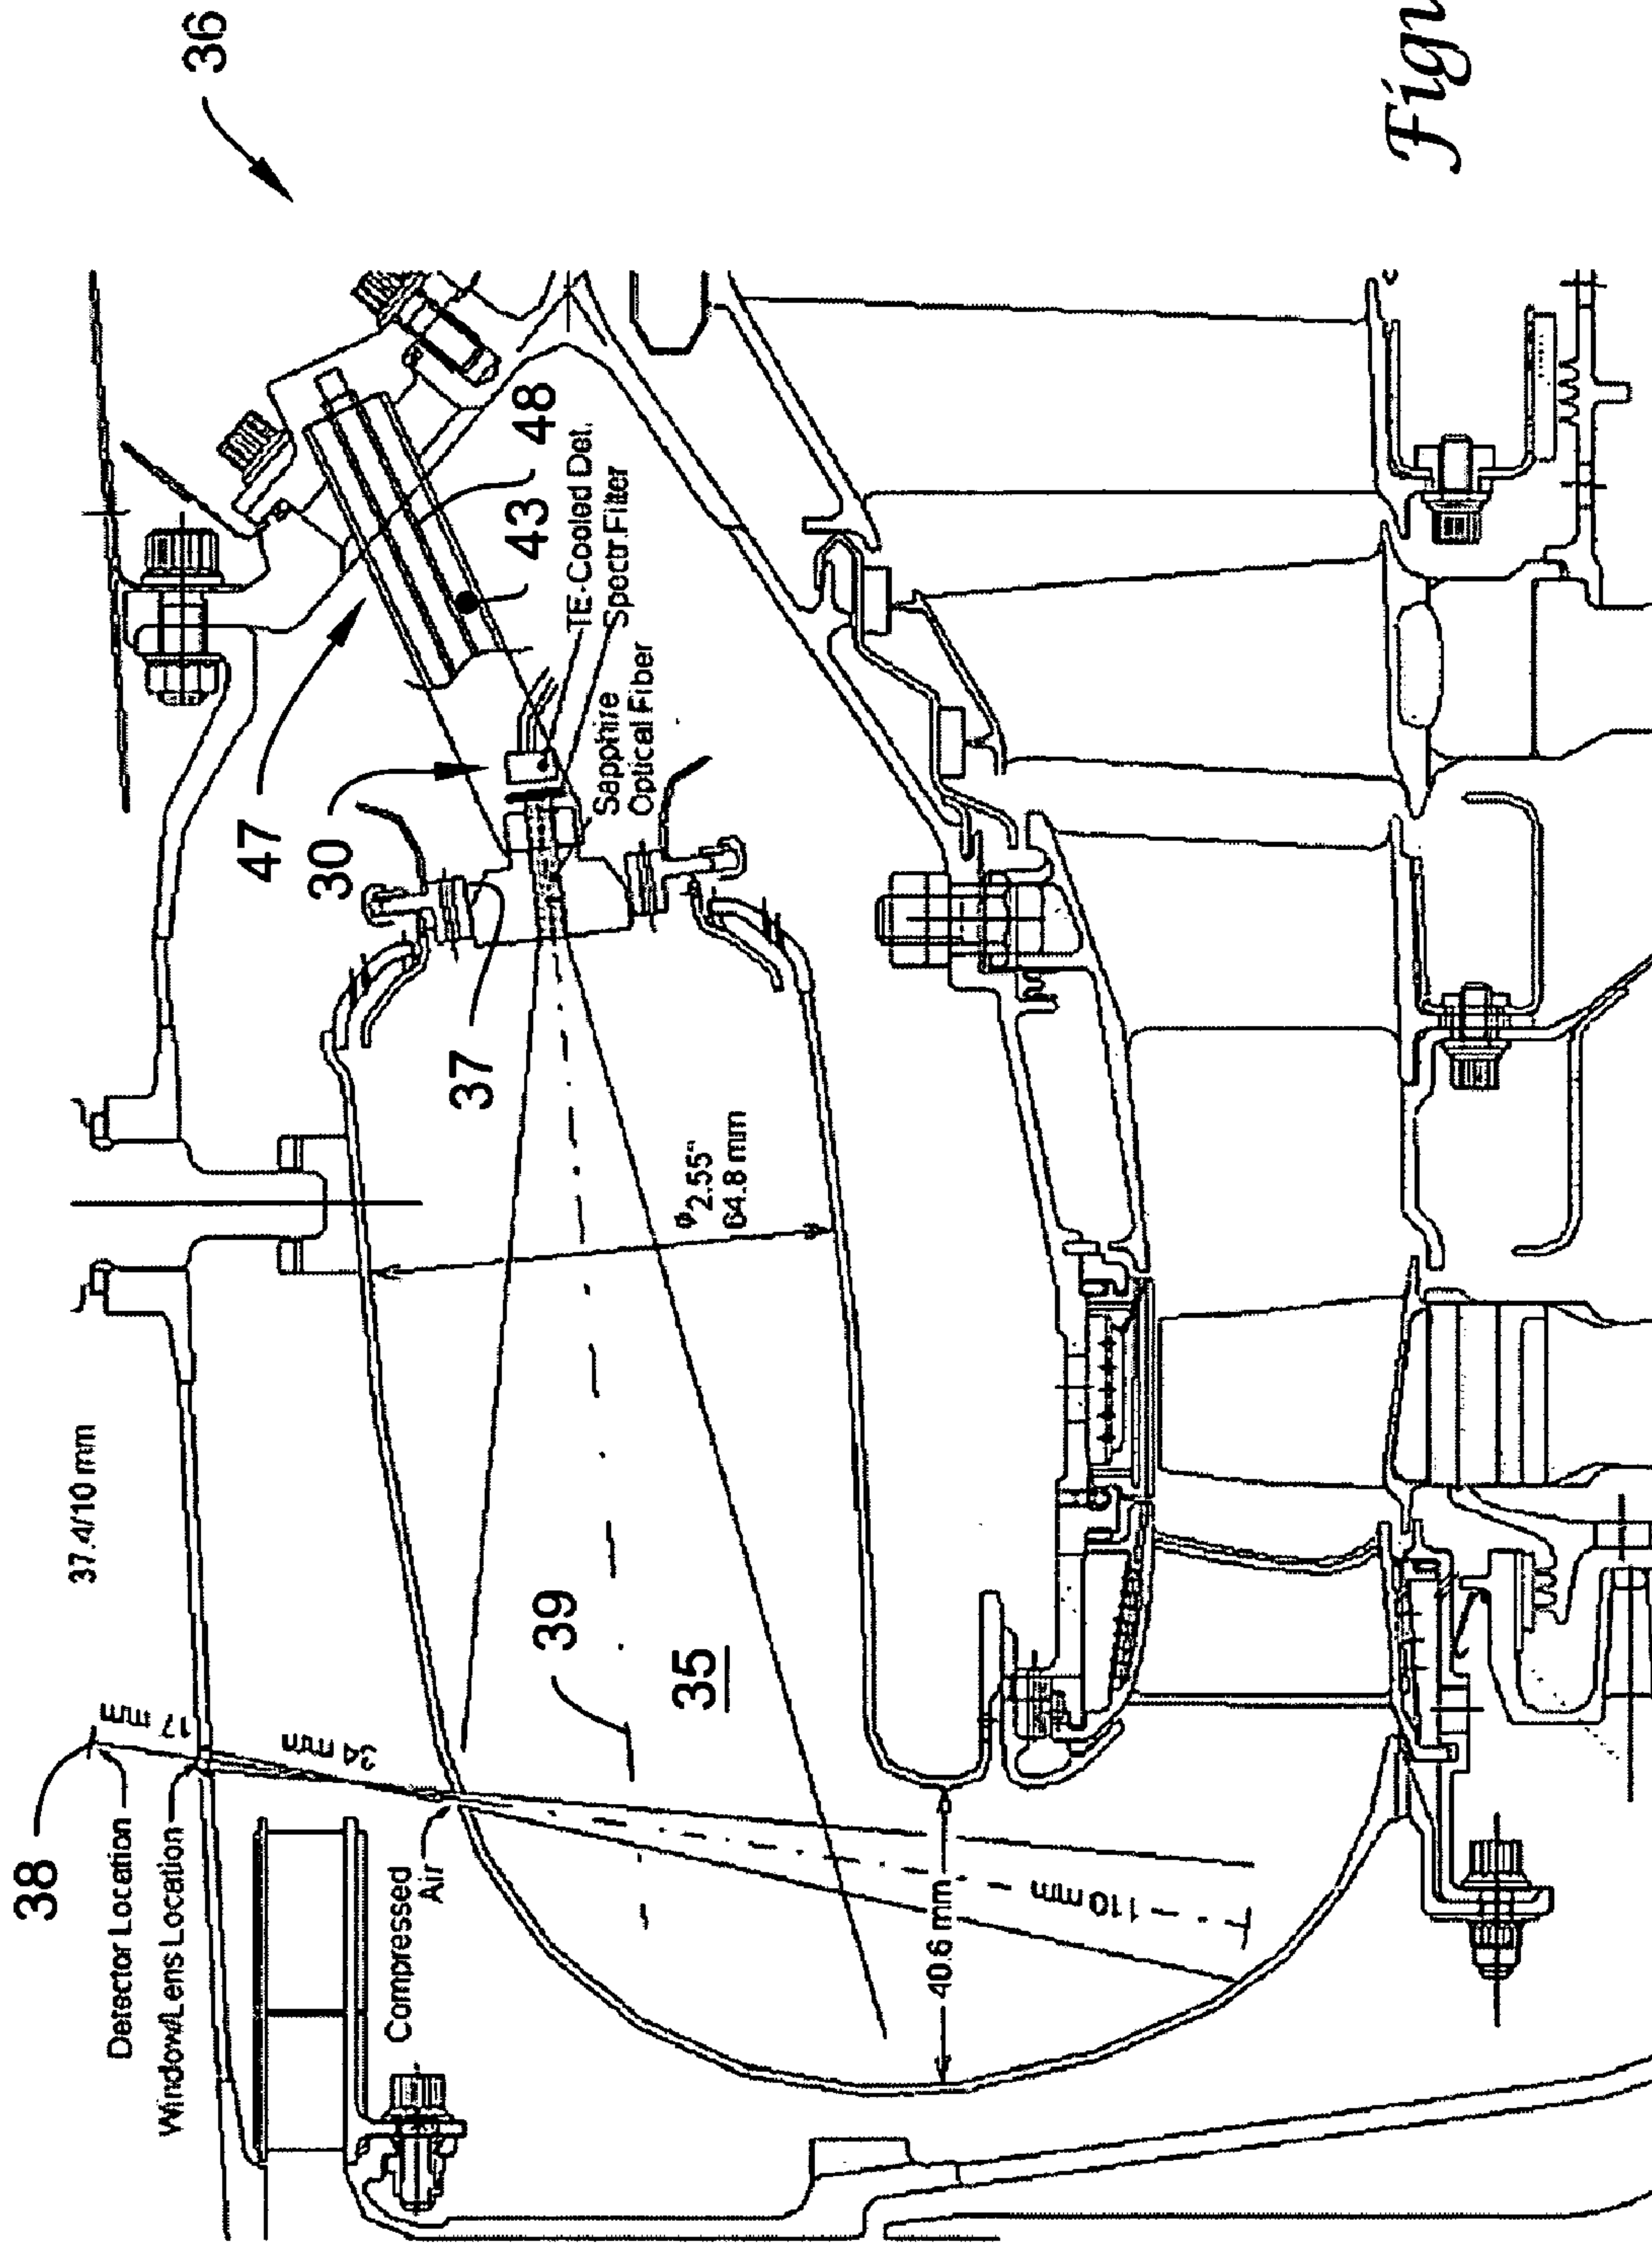 36
Figu
47
48
30
43
TE-Cooled Det.
Spectr.Filter
Sapphire
Optical Fiber
37
φ2.55"
64.8 mm
37.4/10 mm
39
35
38
17 mm
34 mm
Detector Location
Window/Lens Location
Compressed
Air
110 mm
40.6 mm